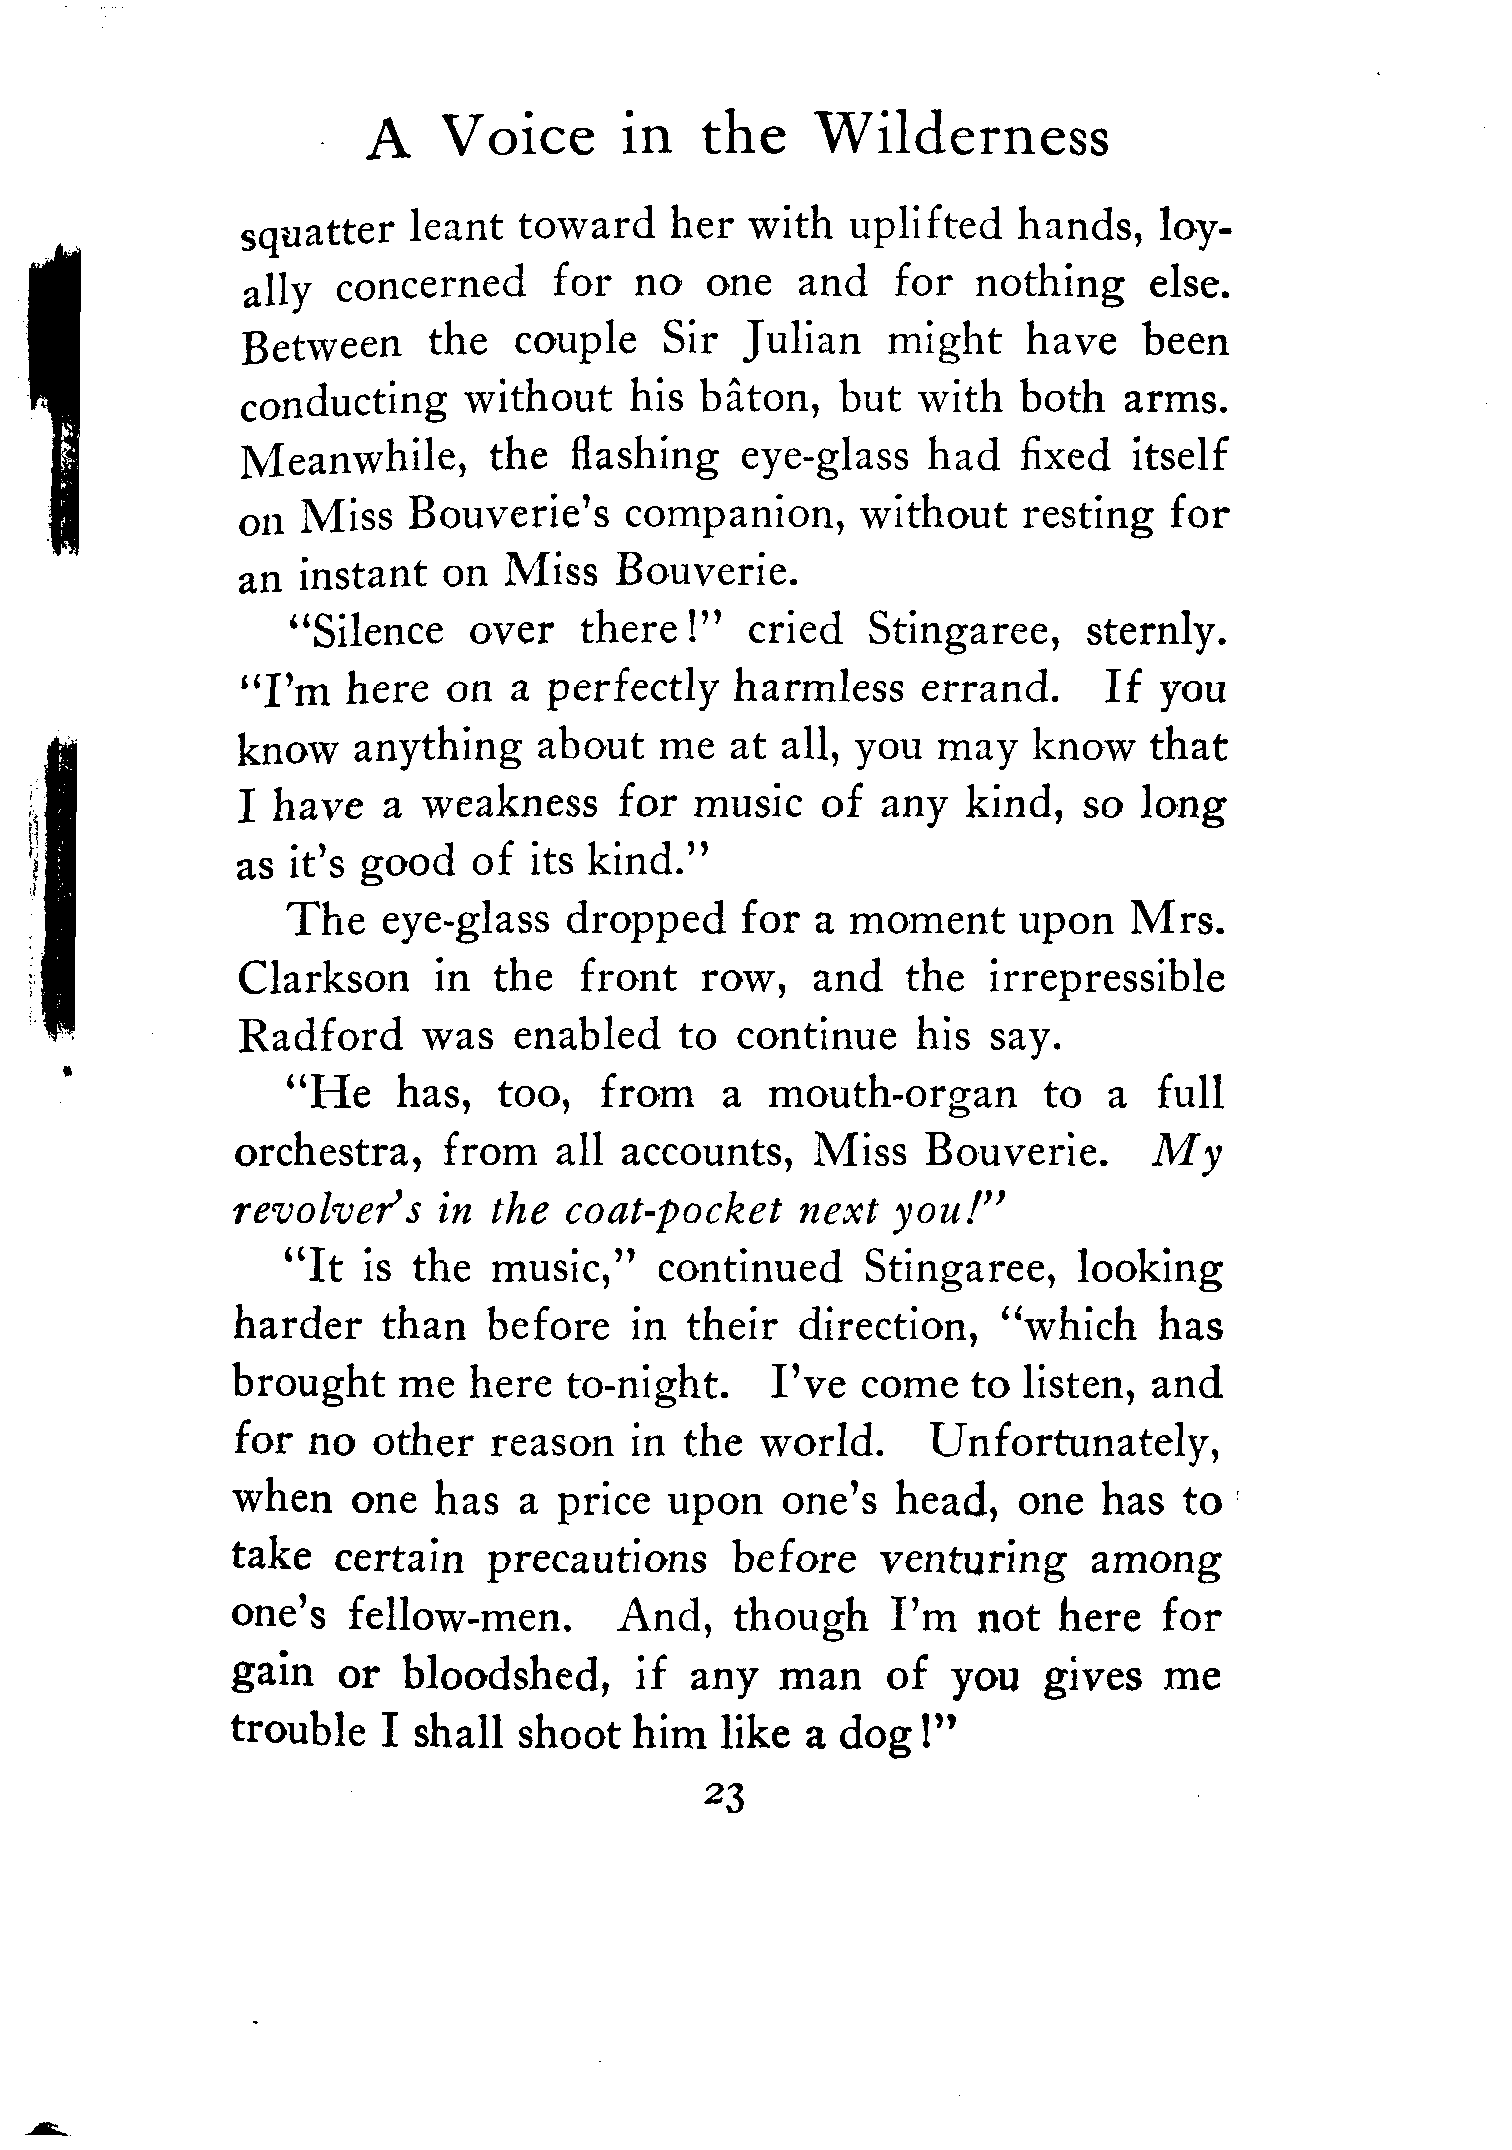 A Voice in the Wilderness
squatter leant toward her with uplifted hands, loy-
ally concerned for no one and for nothing else.
Between the couple Sir Julian might have been
conducting without his bâton, but with both arms.
Meanwhile, the flashing eye-glass had fixed itself
on Miss Bouverie's companion, without resting for
an instant on Miss Bouverie.
"Silence over there!" cried Stingaree, sternly.
"I'm here on a perfectly harmless errand. If you
know anything about me at all, you may know that
I have a weakness for music of any kind, so long
as it's good of its kind."
The eye-glass dropped for a moment upon Mrs.
Clarkson in the front row, and the irrepressible
Radford was enabled to continue his say.
"He has, too, from a mouth-organ to a full
orchestra, from all accounts, Miss Bouverie. My
revolver's in the coat-pocket next you!"
"It is the music," continued Stingaree, looking
harder than before in their direction, "which has
brought me here to-night. I've come to listen, and
for no other reason in the world. Unfortunately,
when one has a price upon one's head, one has to
take certain precautions before venturing among
one's fellow-men. And, though I'm not here for
gain or bloodshed, if any man of you gives me
trouble I shall shoot him like a dog!"
23